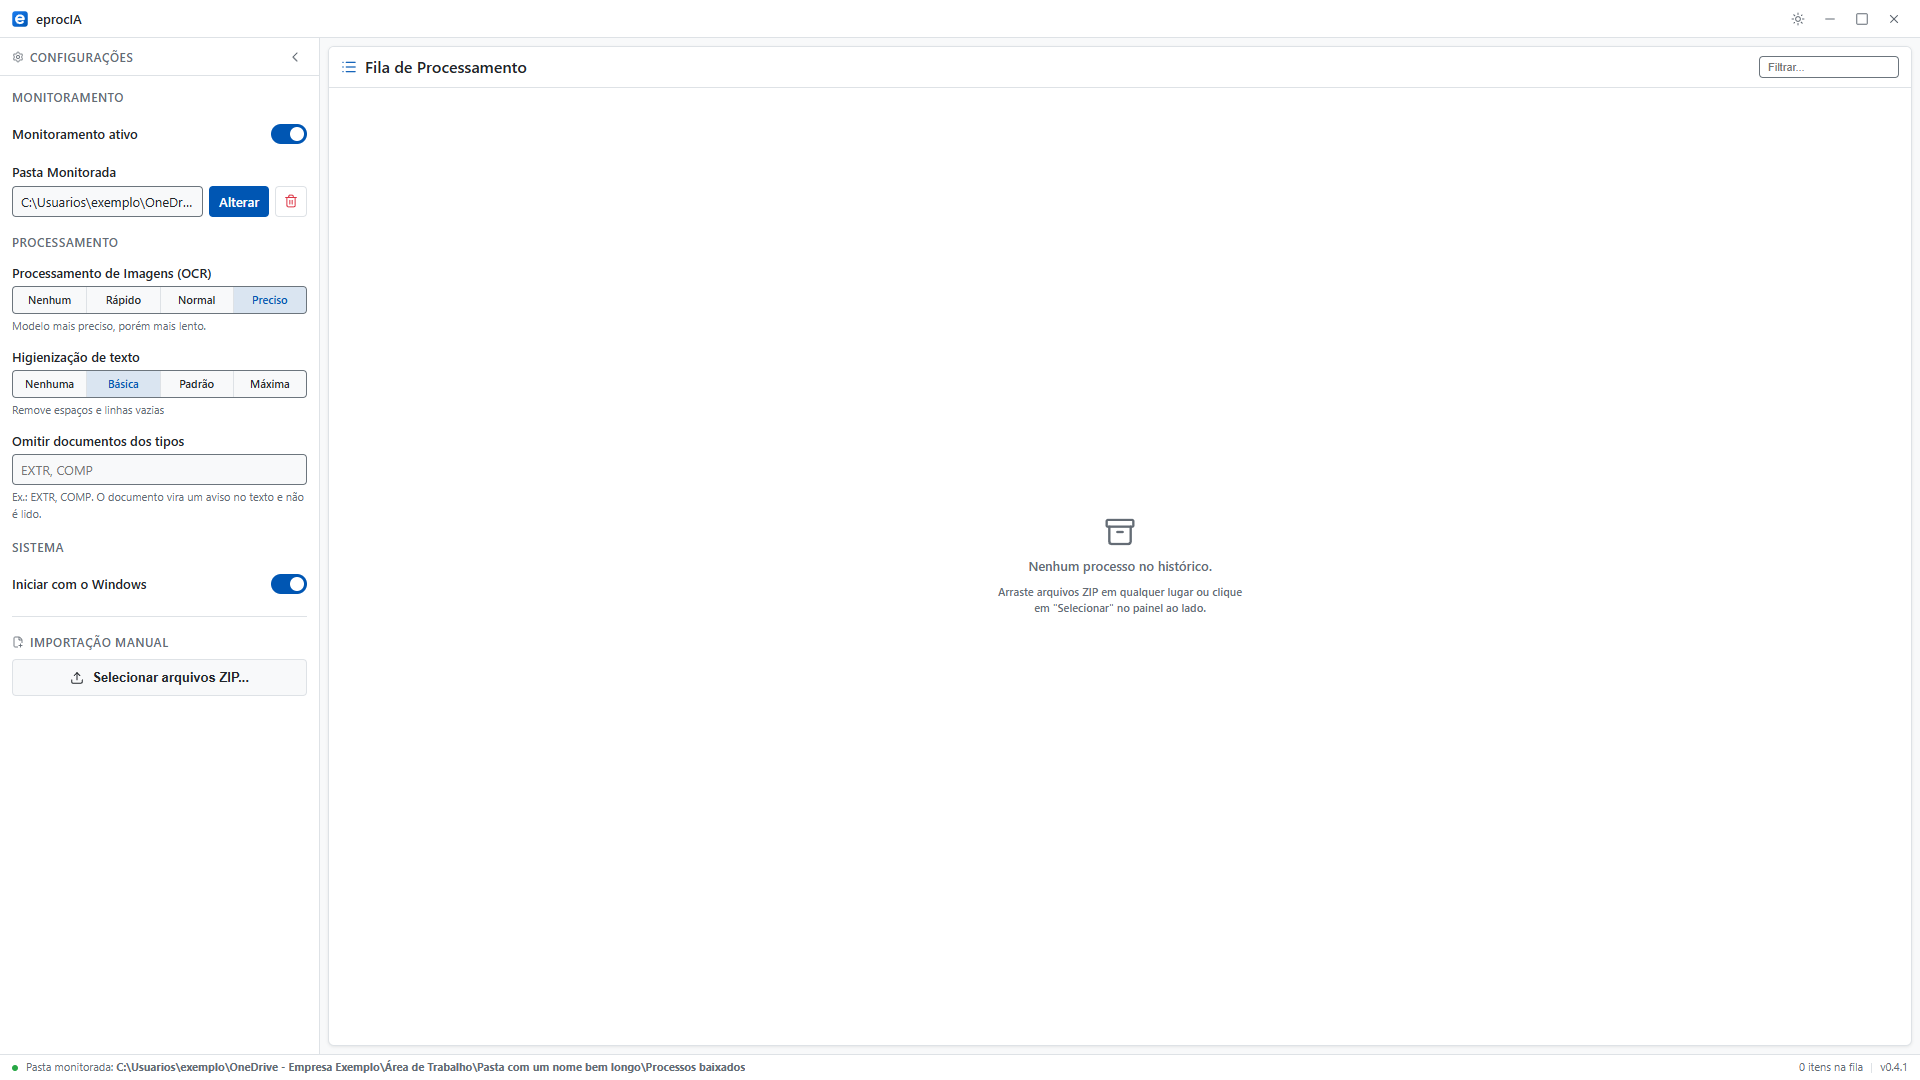 eprocIA
CONFIGURAÇÕES
MONITORAMENTO
Monitoramento ativo
Pasta Monitorada
C:\Usuarios\exemplo\OneDr...
Alterar
PROCESSAMENTO
Processamento de Imagens (OCR)
Nenhum Rápido Normal Preciso
Modelo mais preciso, porém mais lento.
Higienização de texto
Nenhuma Básica Padrão Máxima
Remove espaços e linhas vazias
Omitir documentos dos tipos
EXTR, COMP
Ex.: EXTR, COMP. O documento vira um aviso no texto e não
é lido.
SISTEMA
Iniciar com o Windows
IMPORTAÇÃO MANUAL
Selecionar arquivos ZIP...
Fila de Processamento
Filtrar...
Nenhum processo no histórico.
Arraste arquivos ZIP em qualquer lugar ou clique
em "Selecionar" no painel ao lado.
Pasta monitorada: C:\Usuarios\exemplo\OneDrive - Empresa Exemplo\Área de Trabalho\Pasta com um nome bem longo\Processos baixados
0 itens na fila
v0.4.1